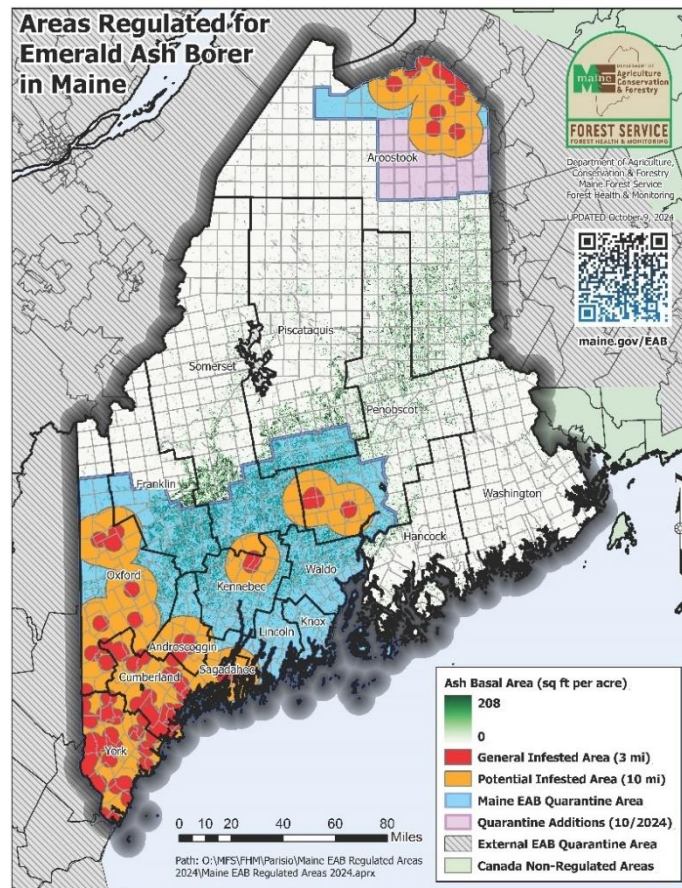 Areas Regulated for
Emerald Ash Borer
in Maine
DEPARTMENT OF
maine
Agriculture
Conservation
& Forestry
FOREST SERVICE
FOREST HEALTH & MONITORING
Department of Agriculture,
Conservation & Forestry
Maine Forest Service
Forest Health & Monitoring
UPDATED October 9, 2024
maine.gov/EAB
Aroostook
Piscataquis
Somerset
Penobscot
Franklin
Washington
Hancock
Oxford
Waldo
Kennebec
Knox
Lincoln
Androscoggin
Sagadahoc
Cumberland
York
Ash Basal Area (sq ft per acre)
208
0
General Infested Area (3 mi)
Potential Infested Area (10 mi)
Maine EAB Quarantine Area
Quarantine Additions (10/2024)
External EAB Quarantine Area
Canada Non-Regulated Areas
0 10 20 40 60 80
Miles
Path: O:\MFS\FHM\Parisio\Maine EAB Regulated Areas
2024\Maine EAB Regulated Areas 2024.aprx